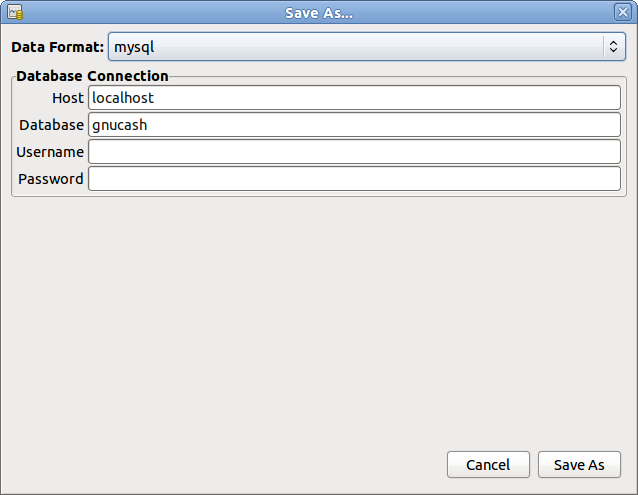 Save As...
Data Format: mysql
Database Connection
Host localhost
Database gnucash
Username
Password
Cancel Save As